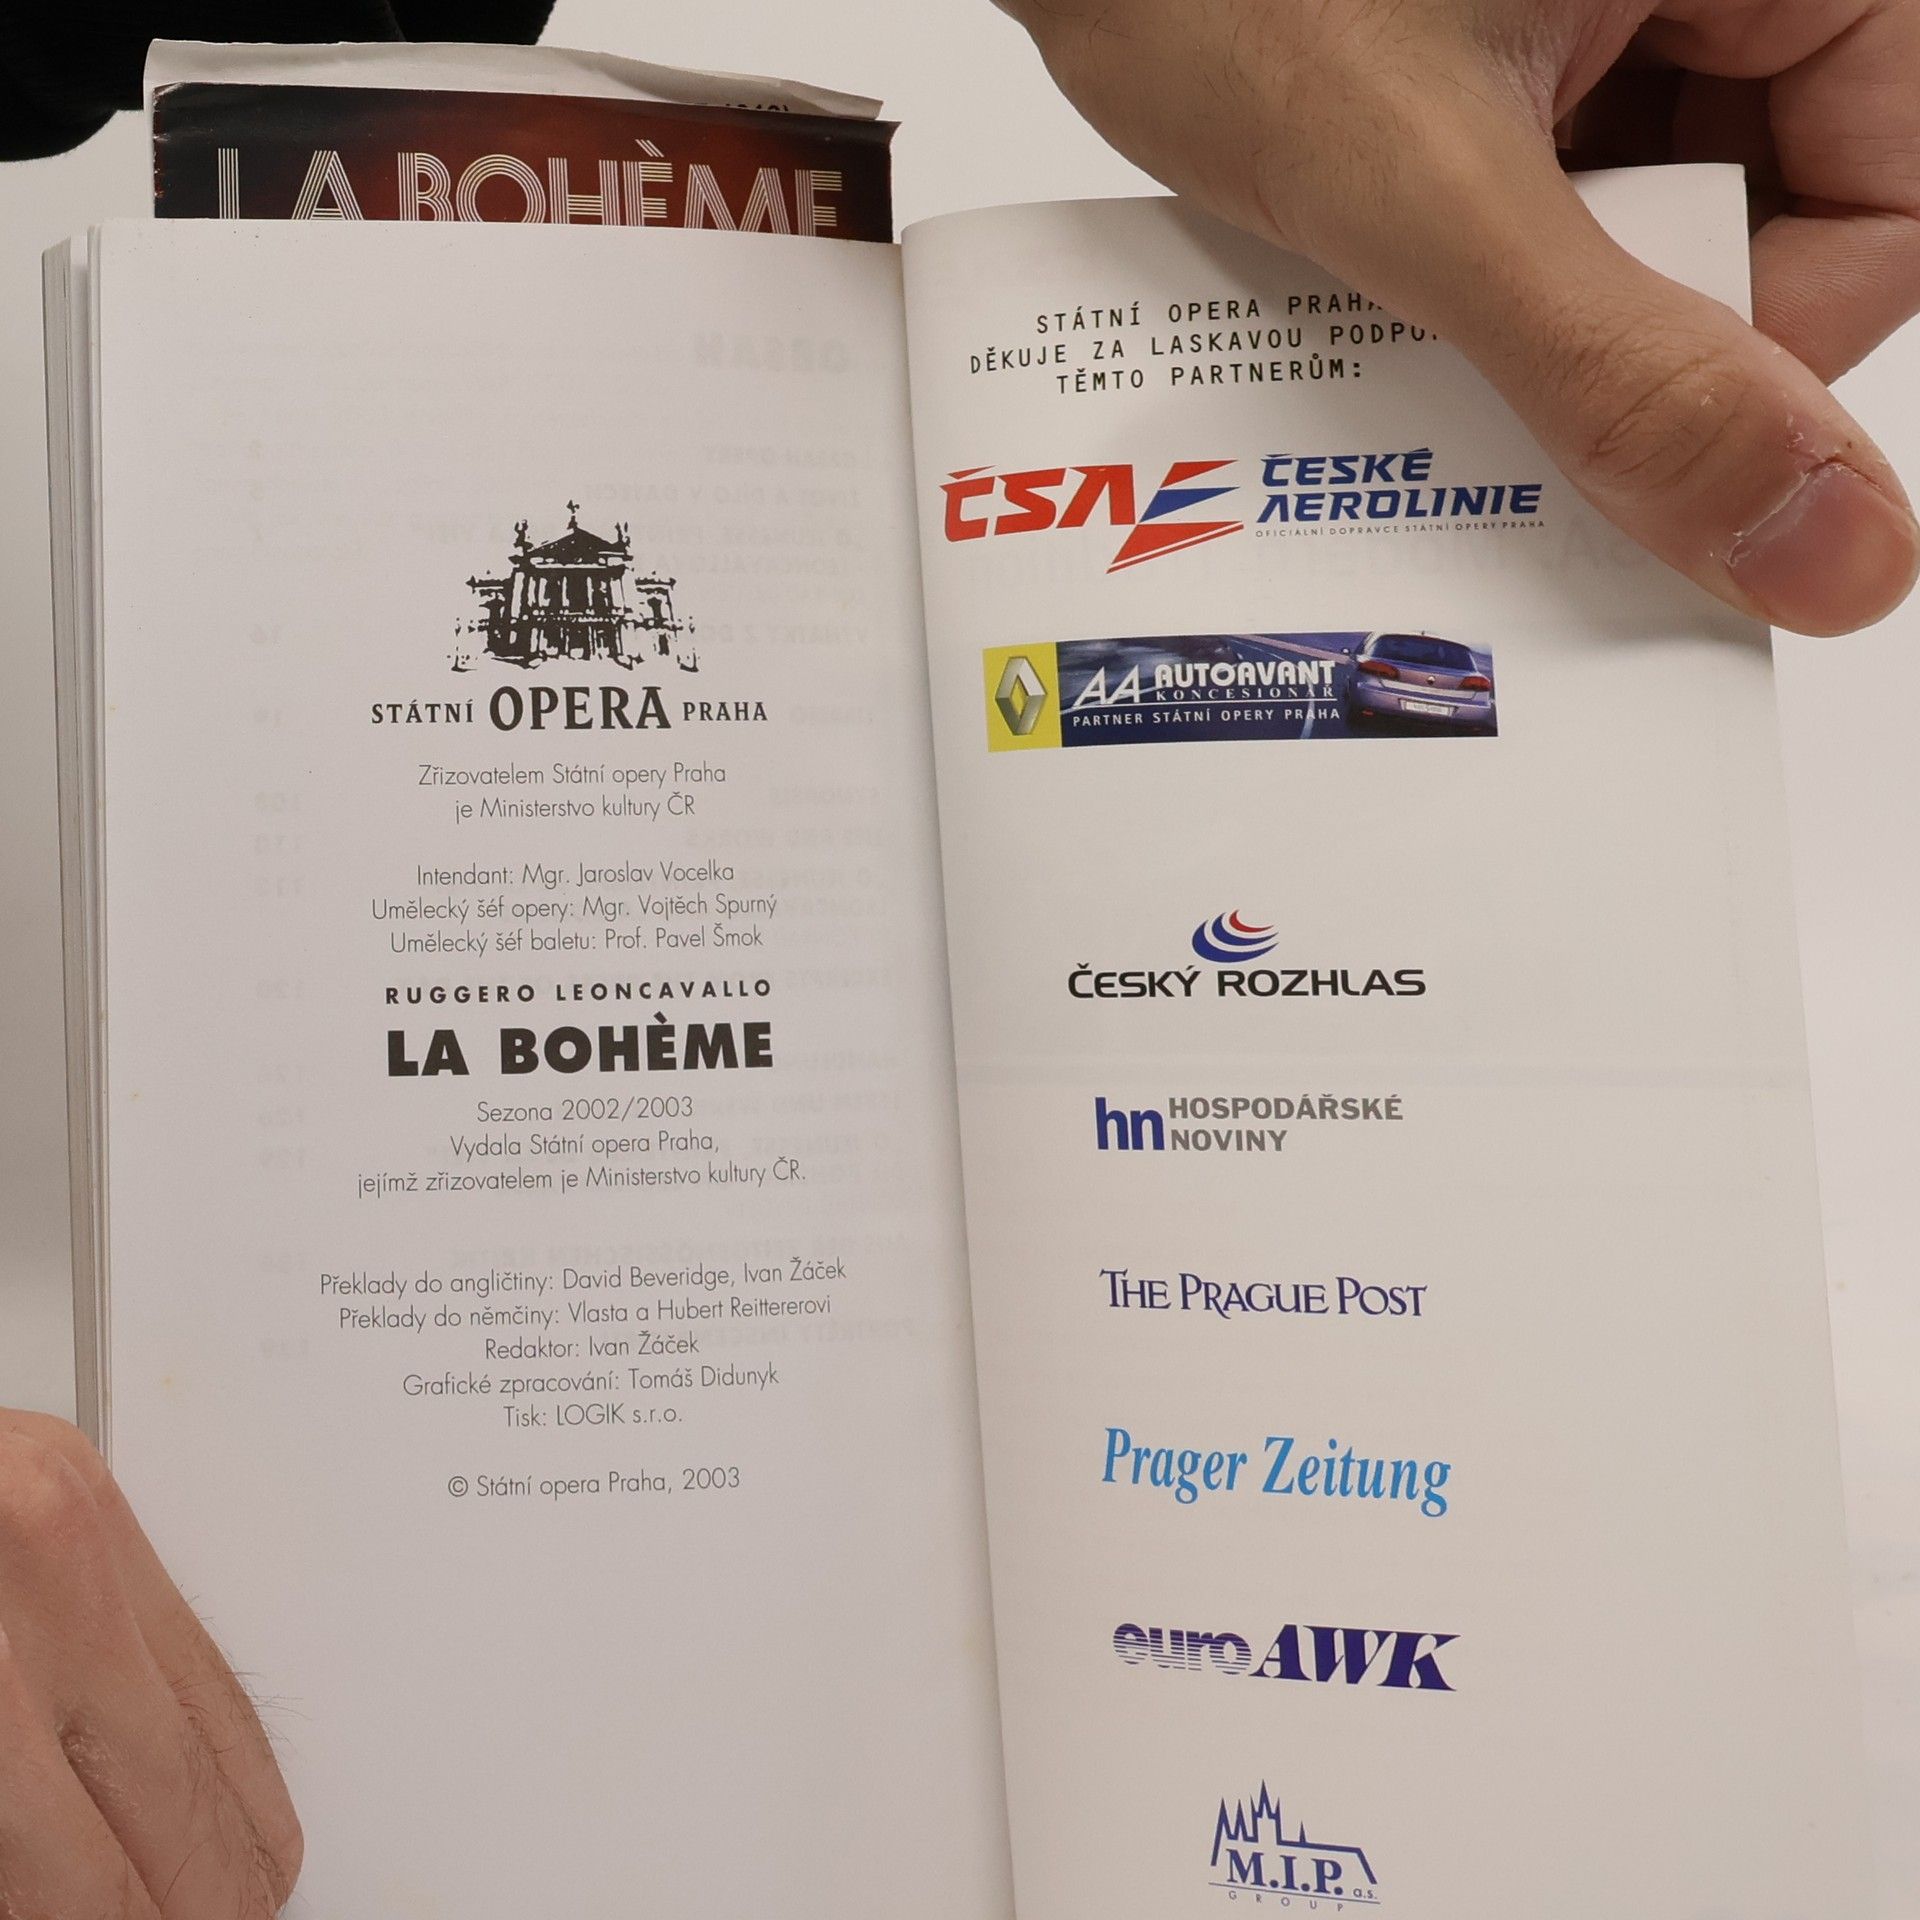 LA BOHÈME
STÁTNÍ OPERA PRAHA
Zřizovatelem Státní opery Praha
je Ministerstvo kultury ČR
Intendant: Mgr. Jaroslav Vocelka
Umělecký šéf opery: Mgr. Vojtěch Spurný
Umělecký šéf baletu: Prof. Pavel Šmok
RUGGERO LEONCAVALLO
LA BOHÈME
Sezona 2002/2003
Vydala Státní opera Praha,
jejímž zřizovatelem je Ministerstvo kultury ČR.
Překlady do angličtiny: David Beveridge, Ivan Žáček
Překlady do němčiny: Vlasta a Hubert Reittererovi
Redaktor: Ivan Žáček
Grafické zpracování: Tomáš Didunyk
Tisk: LOGIK s.r.o.
© Státní opera Praha, 2003
STÁTNÍ OPERA PRAHA
DĚKUJE ZA LASKAVOU
TĚMTO PARTNERŮM:
ČSA ČESKÉ
AEROLINIE
OFICIÁLNÍ DOPRAVCE STÁTNÍ OPERY PRAHA
AA AUTOAVANT
KONCESIONÁŘ
PARTNER STÁTNÍ OPERY PRAHA
ČESKÝ ROZHLAS
hn HOSPODÁŘSKÉ
NOVINY
THE PRAGUE POST
Prager Zeitung
euroAWK
M.I.P. a.s.
GROUP